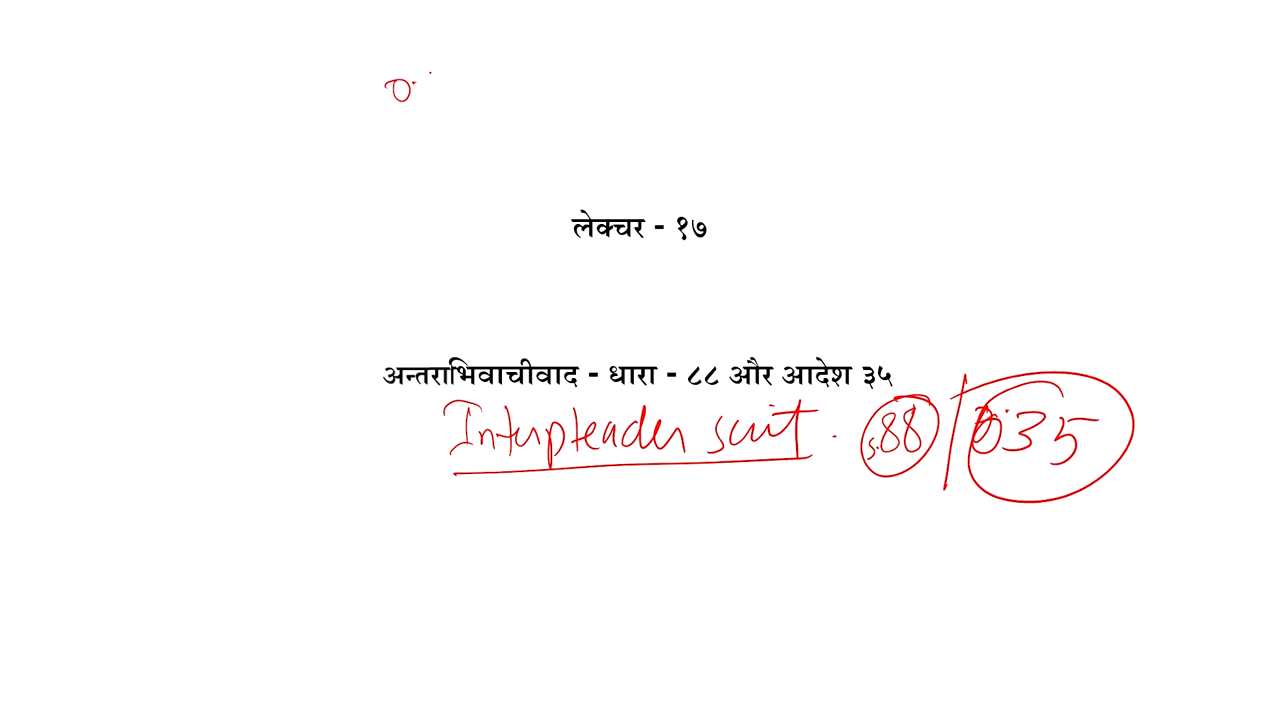 O.
लेक्चर - १७
अन्तराभिवाचीवाद - धारा - ८८ और आदेश ३५
Interpleader suit. S.88 / O.35